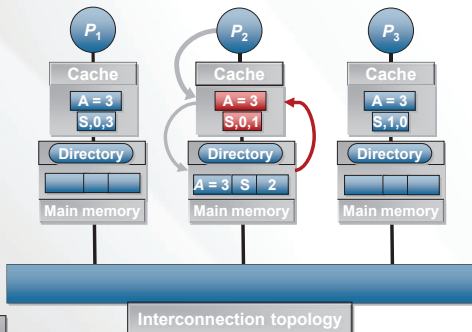 P1 P2 P3
Cache Cache Cache
A = 3 A = 3 A = 3
S,0,3 S,0,1 S,1,0
Directory Directory Directory
A = 3 S 2
Main memory Main memory Main memory
Interconnection topology